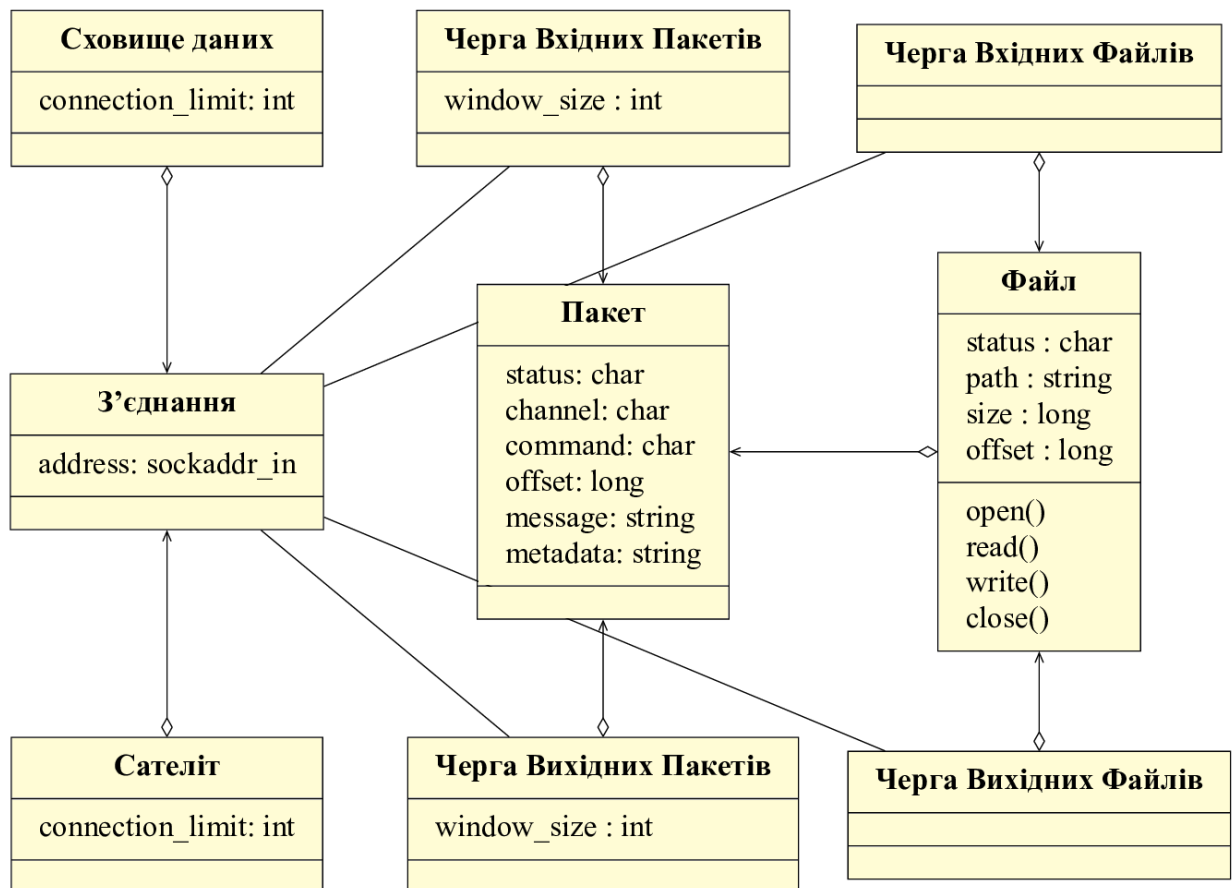 Сховище даних
connection_limit: int
Черга Вхідних Пакетів
window_size : int
Черга Вхідних Файлів
Пакет
status: char
channel: char
command: char
offset: long
message: string
metadata: string
Файл
status : char
path : string
size : long
offset : long
open()
read()
write()
close()
З’єднання
address: sockaddr_in
Сателіт
connection_limit: int
Черга Вихідних Пакетів
window_size : int
Черга Вихідних Файлів